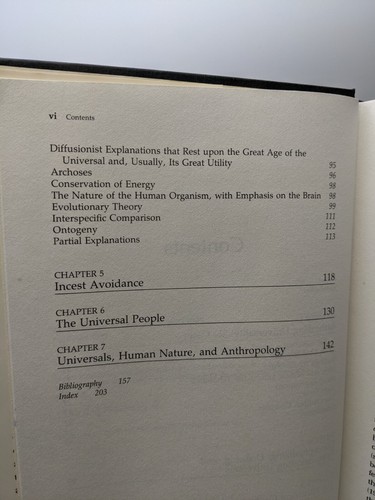 vi Contents
Diffusionist Explanations that Rest upon the Great Age of the
Universal and, Usually, Its Great Utility 95
Archoses 96
Conservation of Energy 98
The Nature of the Human Organism, with Emphasis on the Brain 98
Evolutionary Theory 99
Interspecific Comparison 111
Ontogeny 112
Partial Explanations 113
CHAPTER 5
Incest Avoidance 118
CHAPTER 6
The Universal People 130
CHAPTER 7
Universals, Human Nature, and Anthropology 142
Bibliography 157
Index 203